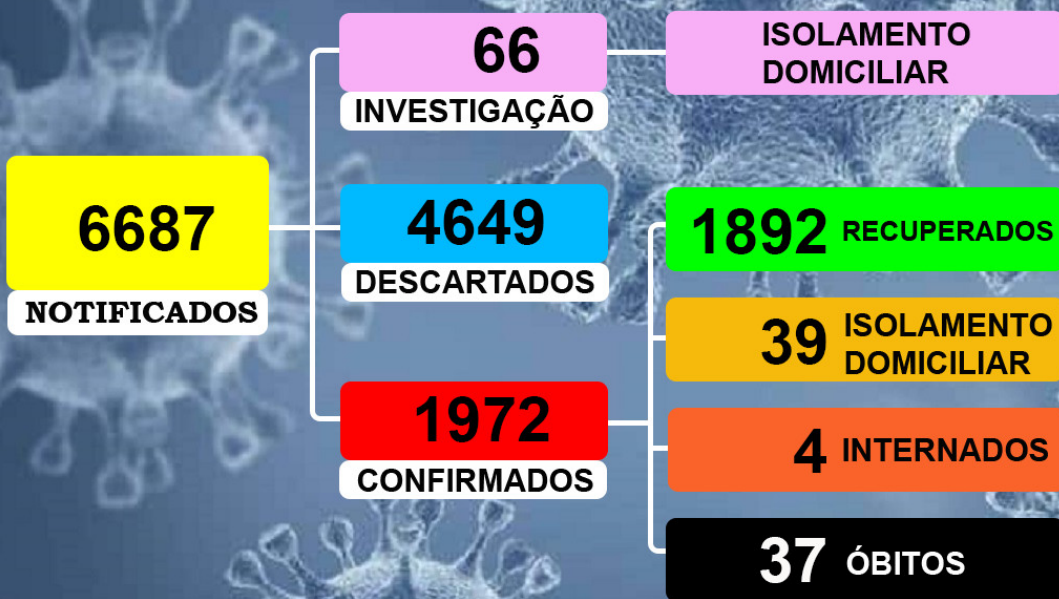 6687
NOTIFICADOS
66
INVESTIGAÇÃO
ISOLAMENTO
DOMICILIAR
4649
DESCARTADOS
1972
CONFIRMADOS
1892 RECUPERADOS
39 ISOLAMENTO
DOMICILIAR
4 INTERNADOS
37 ÓBITOS